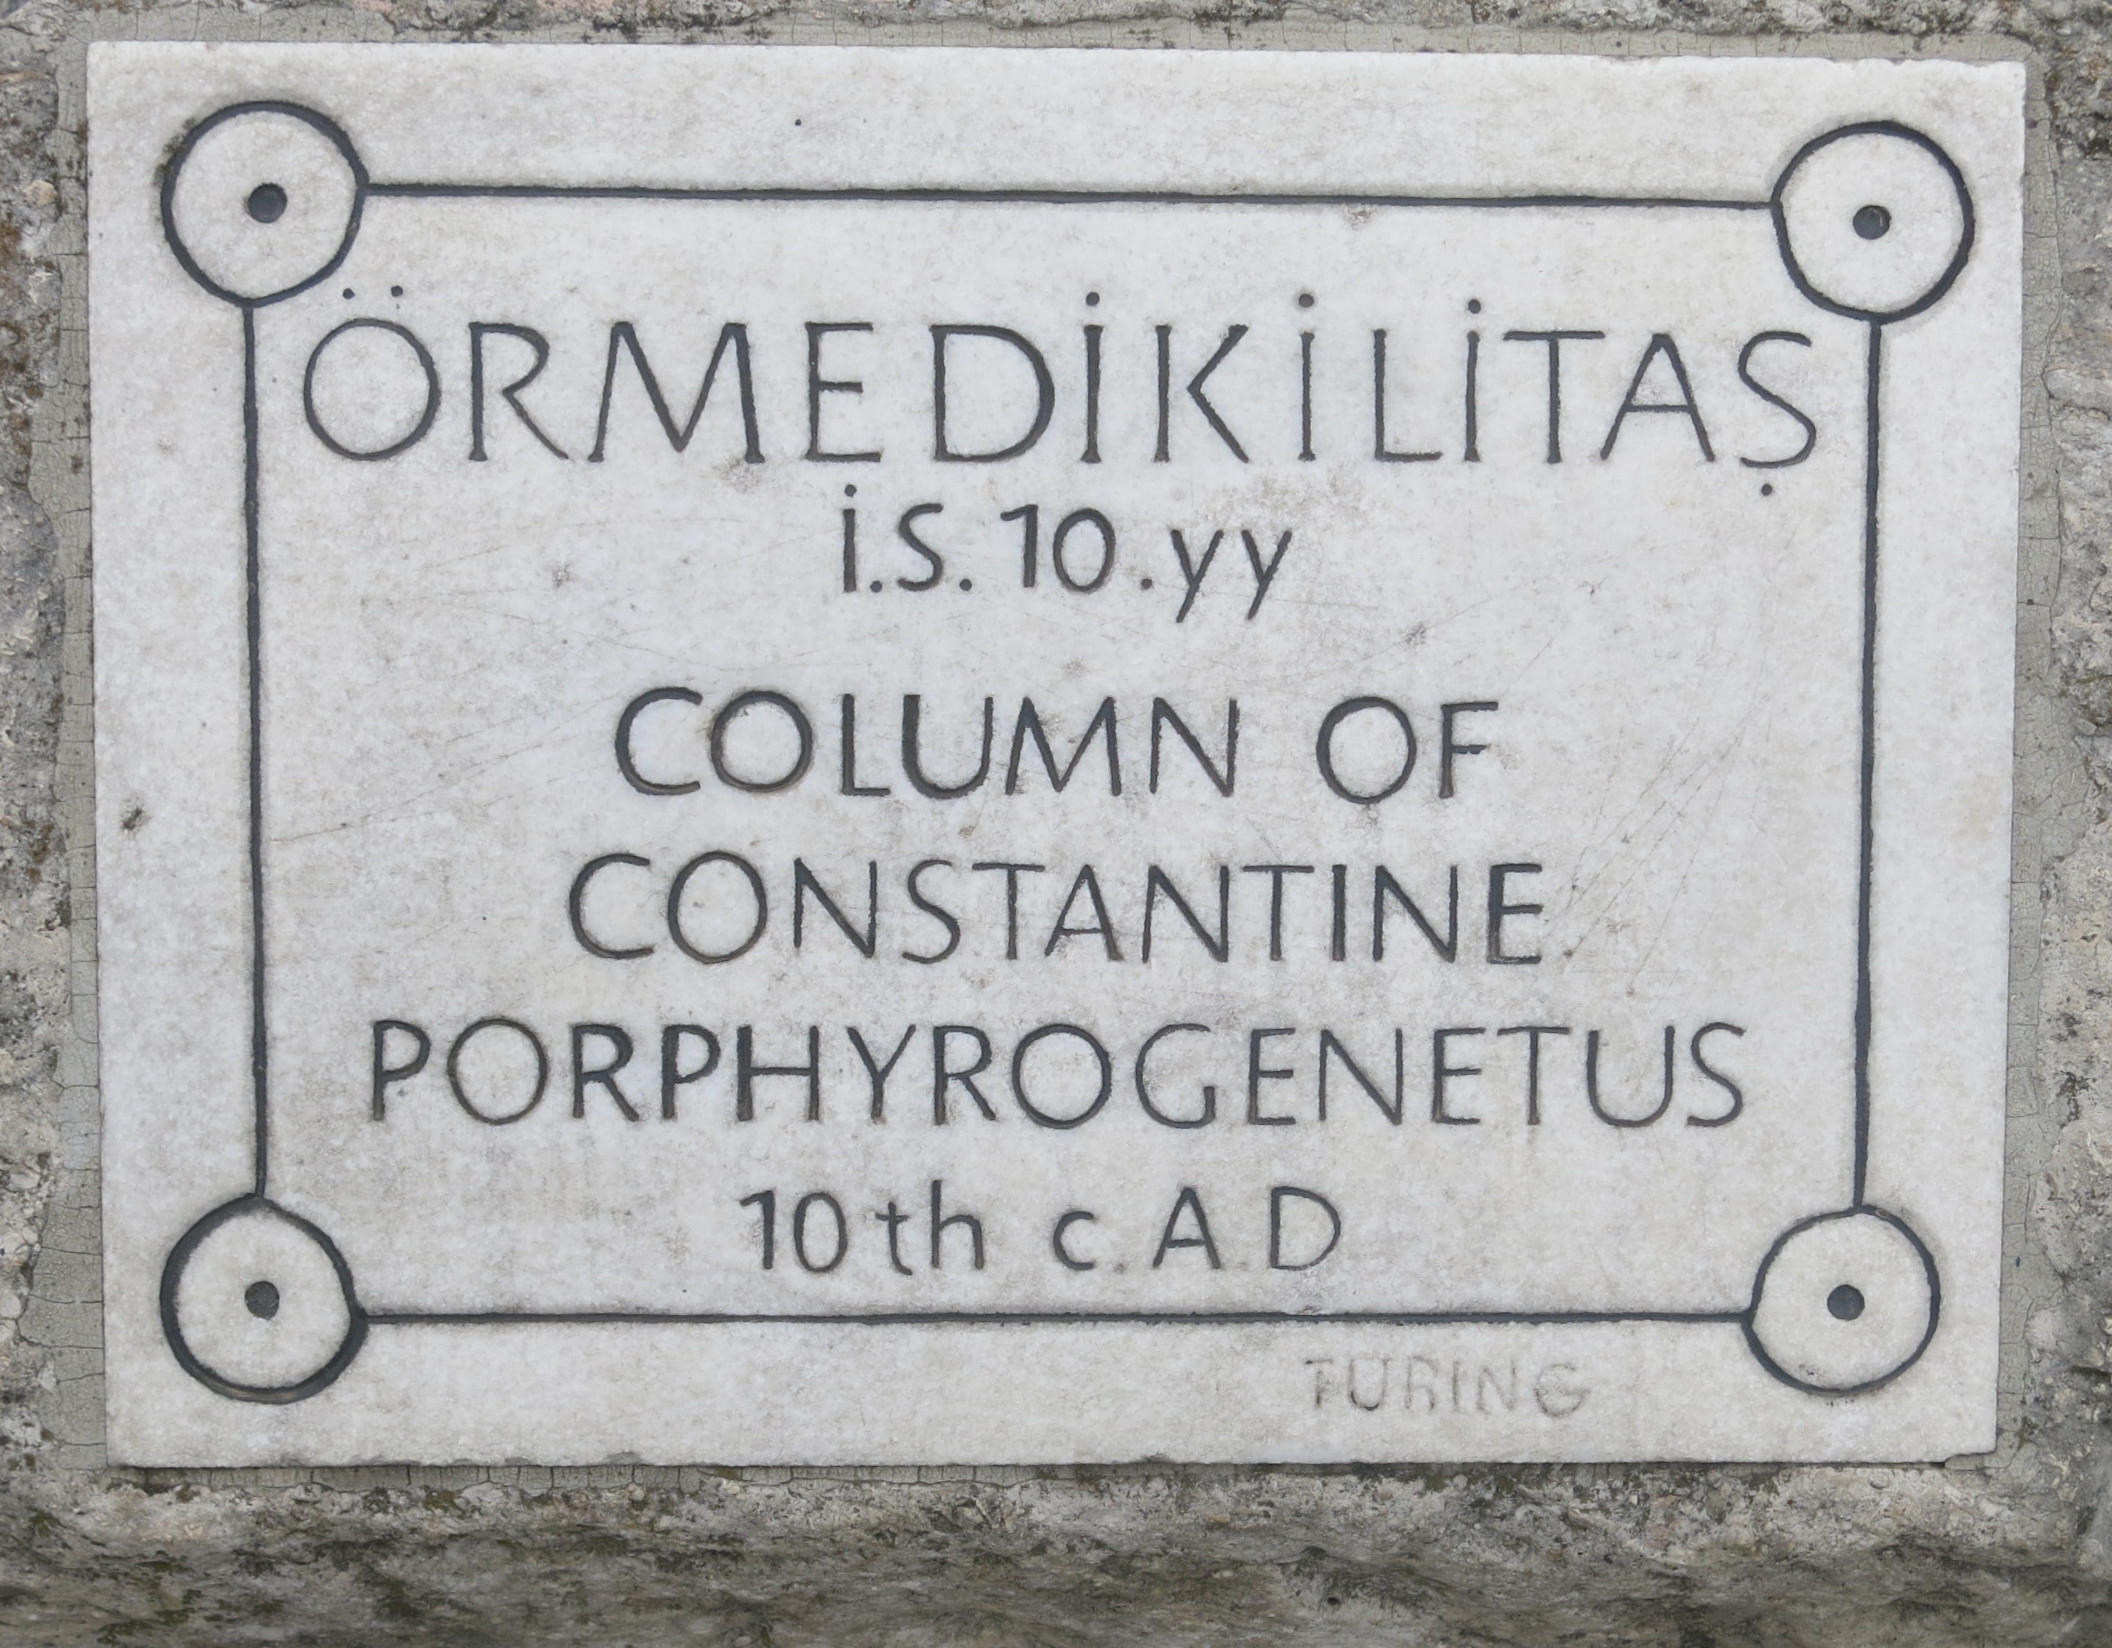 ÖRMEDİKİLİTAŞ
İ.S. 10.yy
COLUMN OF
CONSTANTINE
PORPHYROGENETUS
10th c.A.D
TURING